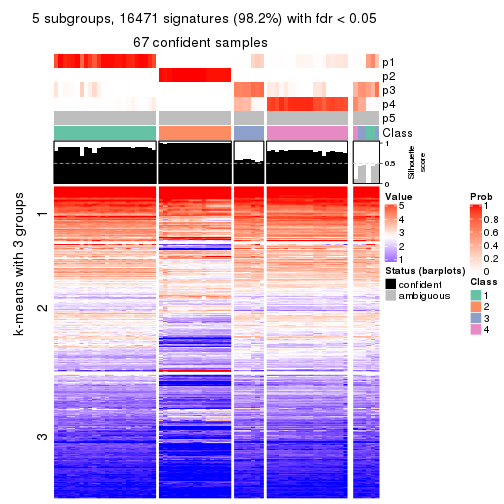 5 subgroups, 16471 signatures (98.2%) with fdr < 0.05
67 confident samples
p1
p2
p3
p4
p5
Class
1
0.5
0
Silhouette
score
k-means with 3 groups
1
2
3
Value
5
4
3
2
1
Status (barplots)
confident
ambiguous
Prob
1
0.8
0.6
0.4
0.2
0
Class
1
2
3
4